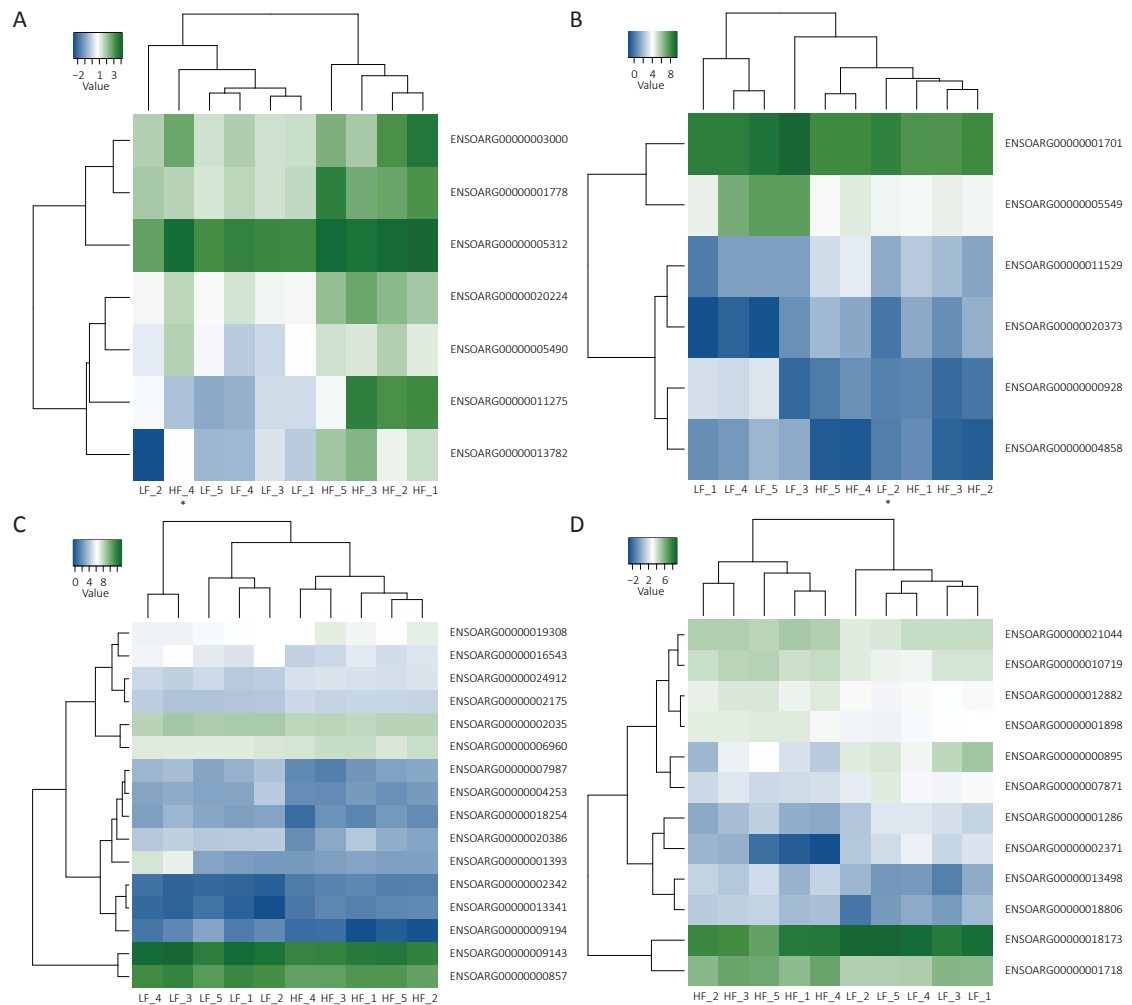 A
−2 1 3
Value
ENSOARG00000003000
ENSOARG00000001778
ENSOARG00000005312
ENSOARG00000020224
ENSOARG00000005490
ENSOARG00000011275
ENSOARG00000013782
LF_2 HF_4 LF_5 LF_4 LF_3 LF_1 HF_5 HF_3 HF_2 HF_1
*
B
0 4 8
Value
ENSOARG00000001701
ENSOARG00000005549
ENSOARG00000011529
ENSOARG00000020373
ENSOARG00000000928
ENSOARG00000004858
LF_1 LF_4 LF_5 LF_3 HF_5 HF_4 LF_2 HF_1 HF_3 HF_2
*
C
0 4 8
Value
ENSOARG00000019308
ENSOARG00000016543
ENSOARG00000024912
ENSOARG00000002175
ENSOARG00000002035
ENSOARG00000006960
ENSOARG00000007987
ENSOARG00000004253
ENSOARG00000018254
ENSOARG00000020386
ENSOARG00000001393
ENSOARG00000002342
ENSOARG00000013341
ENSOARG00000009194
ENSOARG00000009143
ENSOARG00000000857
LF_4 LF_3 LF_5 LF_1 LF_2 HF_4 HF_3 HF_1 HF_5 HF_2
D
−2 2 6
Value
ENSOARG00000021044
ENSOARG00000010719
ENSOARG00000012882
ENSOARG00000001898
ENSOARG00000000895
ENSOARG00000007871
ENSOARG00000001286
ENSOARG00000002371
ENSOARG00000013498
ENSOARG00000018806
ENSOARG00000018173
ENSOARG00000001718
HF_2 HF_3 HF_5 HF_1 HF_4 LF_2 LF_5 LF_4 LF_3 LF_1